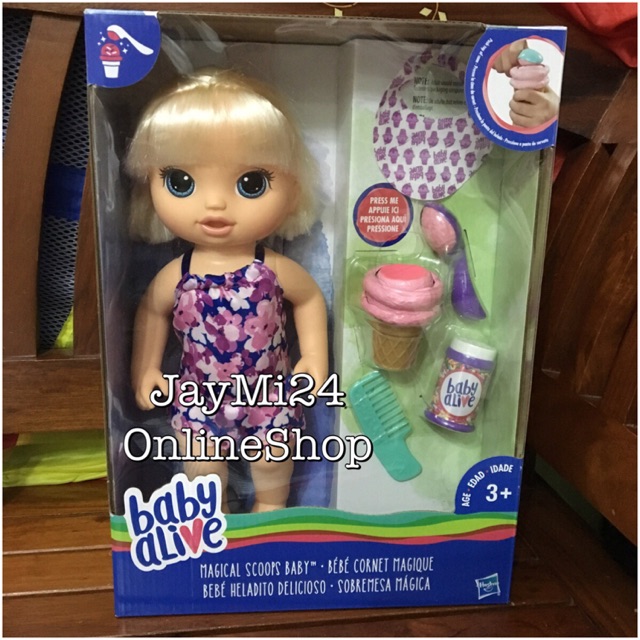 NOTE:
PRESS ME
APPUIE ICI
PRESIONA AQUÍ
PRESSIONE
baby
alive
JayMi24
OnlineShop
baby
alive
AGE • EDAD • IDADE
3+
MAGICAL SCOOPS BABY™ • BÉBÉ CORNET MAGIQUE
BEBÉ HELADITO DELICIOSO • SOBREMESA MÁGICA
Hasbro